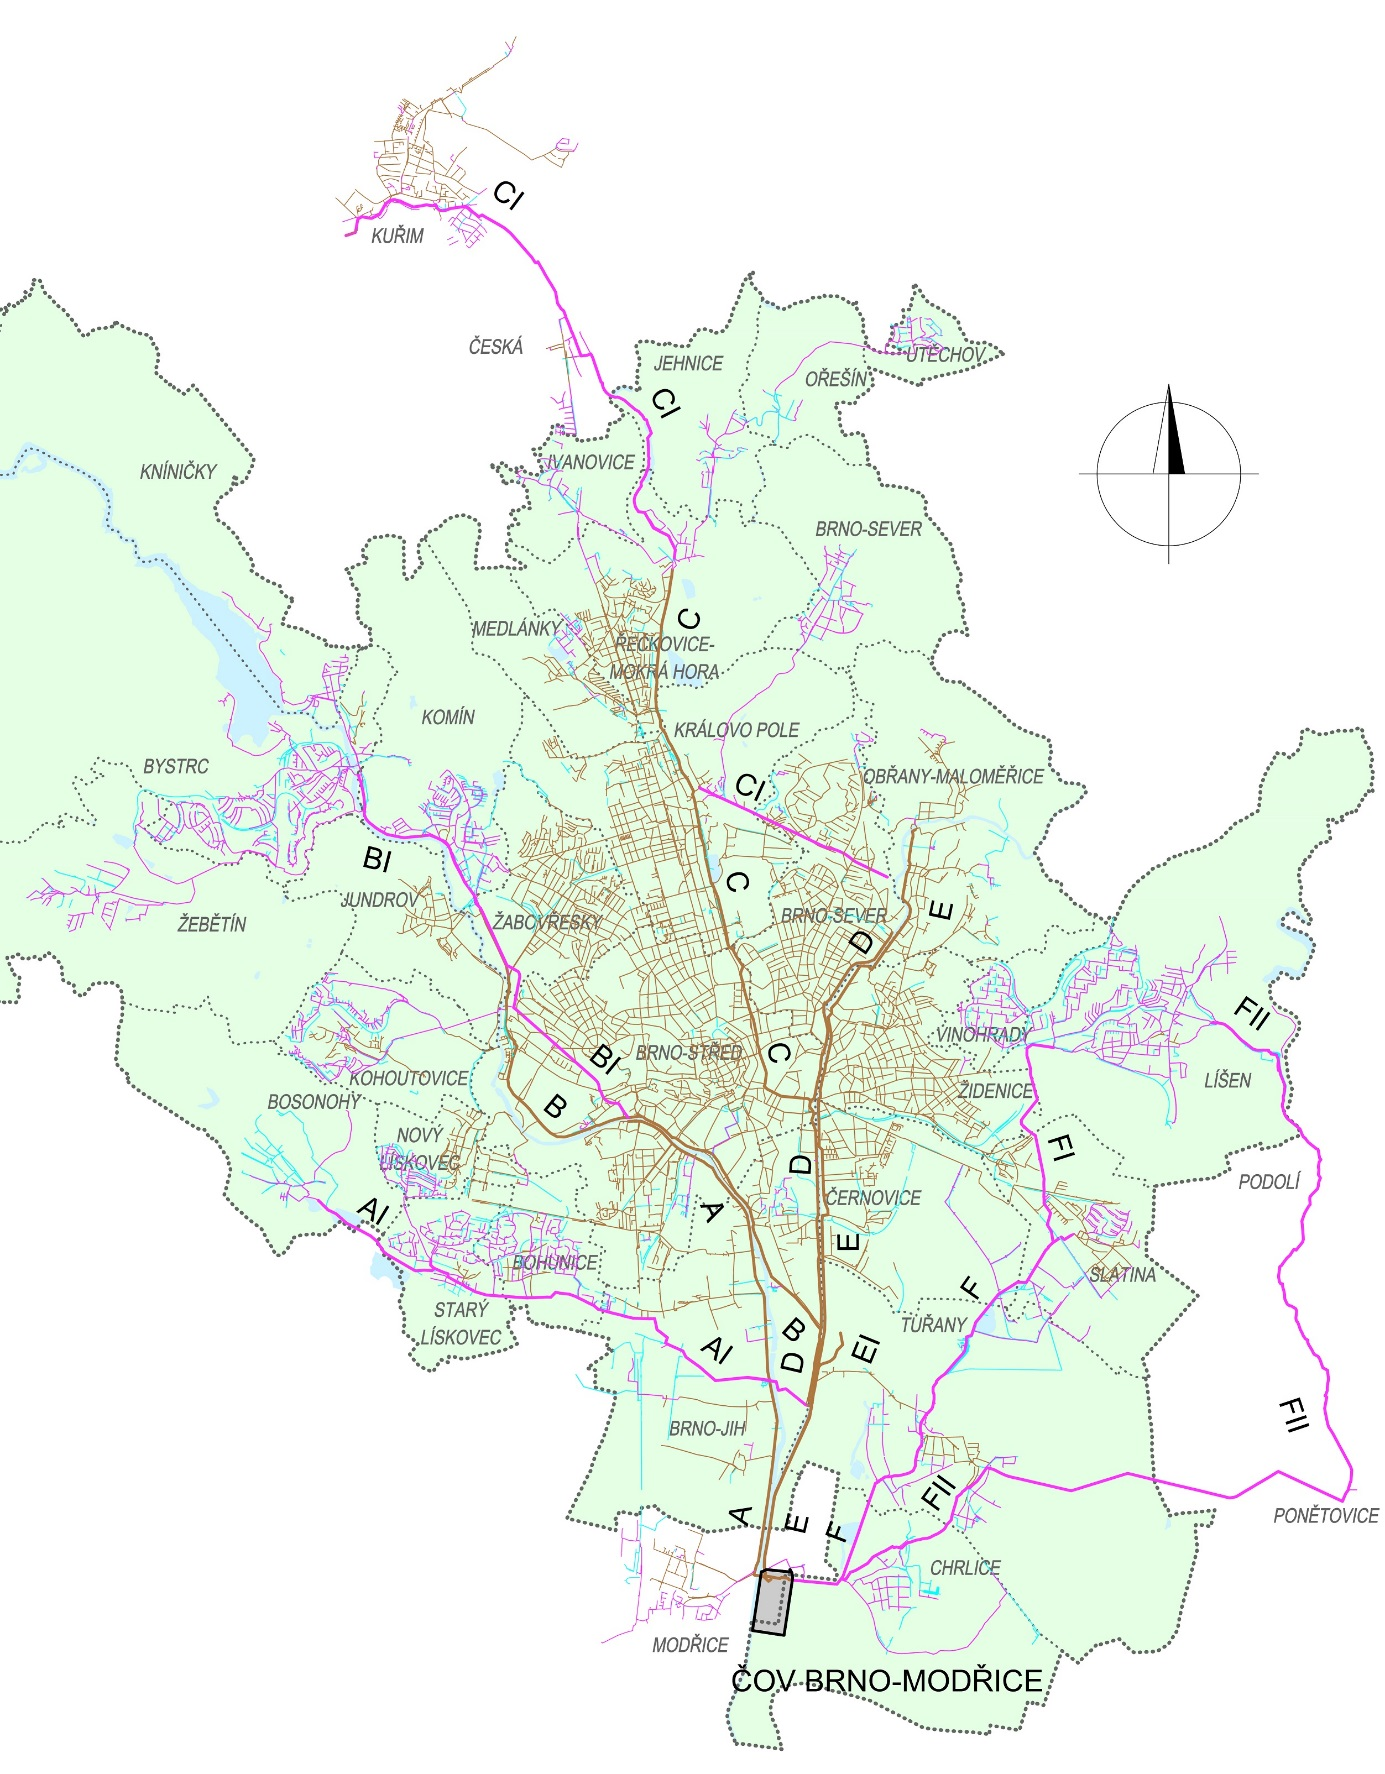 CI
KUŘIM
ČESKÁ
JEHNICE
ÚTĚCHOV
OŘEŠÍN
CI
IVANOVICE
KNÍNIČKY
BRNO-SEVER
C
MEDLÁNKY
ŘEČKOVICE-
MOKRÁ HORA
KOMÍN
KRÁLOVO POLE
BYSTRC
CI
OBŘANY-MALOMĚŘICE
BI
C
JUNDROV
E
BRNO-SEVER
ŽEBĚTÍN
ŽABOVŘESKY
D
FII
VINOHRADY
C
BRNO-STŘED
BI
KOHOUTOVICE
LÍŠEŇ
ŽIDENICE
BOSONOHY
B
NOVÝ
LÍSKOVEC
FI
D
PODOLÍ
ČERNOVICE
AI
A
E
BOHUNICE
SLATINA
F
STARÝ
LÍSKOVEC
TUŘANY
B
AI
EI
D
BRNO-JIH
FII
FII
A
E
F
PONĚTOVICE
CHRLICE
MODŘICE
ČOV BRNO-MODŘICE